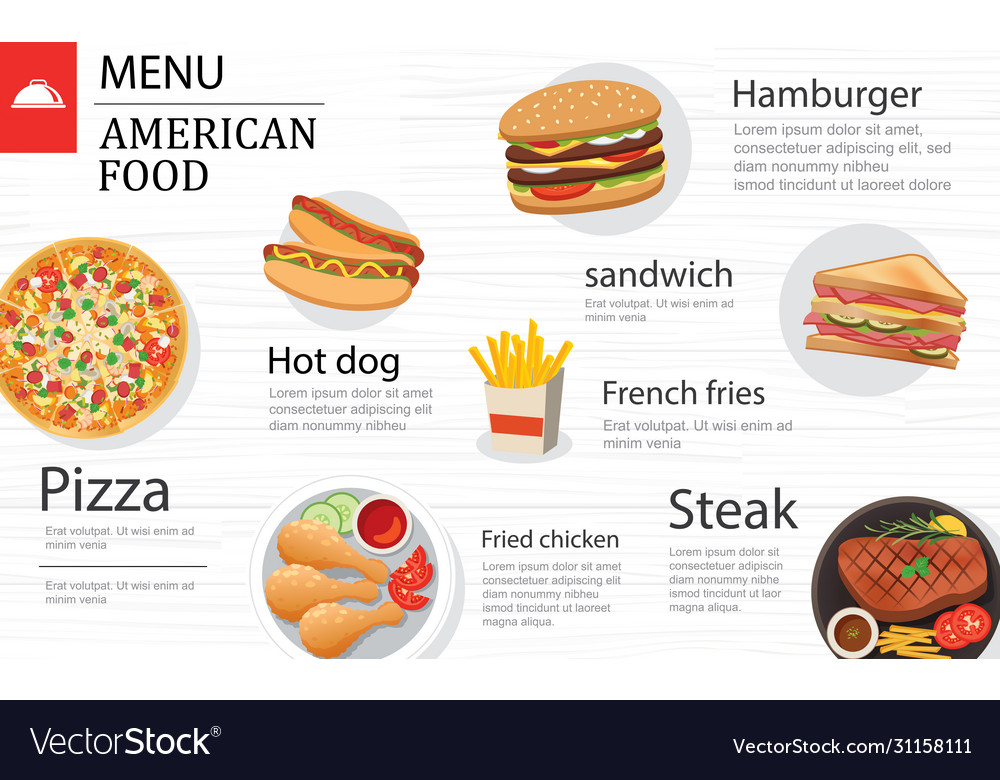 MENU
AMERICAN
FOOD
Hamburger
Lorem ipsum dolor sit amet,
consectetuer adipiscing elit, sed
diam nonummy nibheu
ismod tincidunt ut laoreet dolore
sandwich
Erat volutpat. Ut wisi enim ad
minim venia
Hot dog
Lorem ipsum dolor sit amet
consectetuer adipiscing elit
diam nonummy nibheu
French fries
Erat volutpat. Ut wisi enim ad
minim venia
Pizza
Erat volutpat. Ut wisi enim ad
minim venia
Erat volutpat. Ut wisi enim ad
minim venia
Fried chicken
Lorem ipsum dolor sit amet
consectetuer adipiscing elit
diam nonummy nibheu
tincidunt ut laoreet
magna aliqua.
Steak
Lorem ipsum dolor sit
consectetuer adipiscin
diam nonummy nibhe
tincidunt ut laor
magna aliqua.
VectorStock®
VectorStock.com/31158111